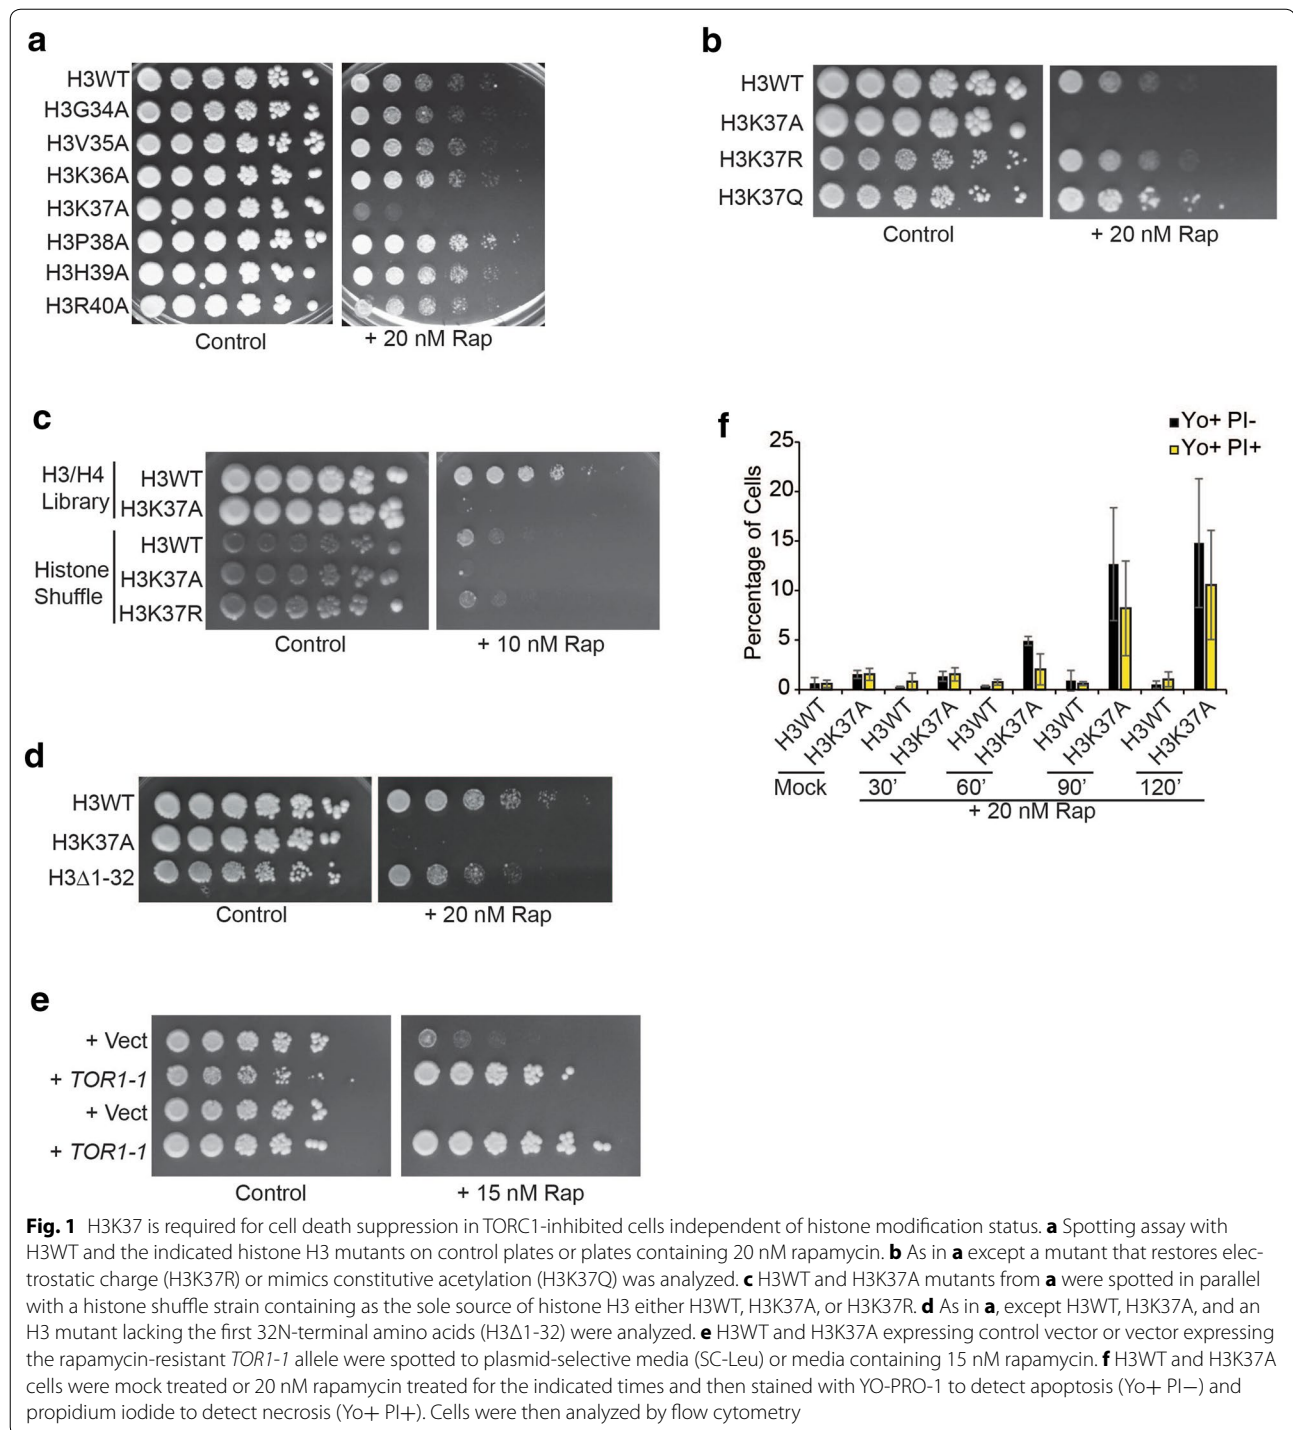 a
H3WT
H3G34A
H3V35A
H3K36A
H3K37A
H3P38A
H3H39A
H3R40A
Control
+ 20 nM Rap
b
H3WT
H3K37A
H3K37R
H3K37Q
Control
+ 20 nM Rap
c
H3/H4
Library
H3WT
H3K37A
Histone
Shuffle
H3WT
H3K37A
H3K37R
Control
+ 10 nM Rap
f
Yo+ PI-
Yo+ PI+
Percentage of Cells
25
20
15
10
5
0
H3WT
H3K37A
H3WT
H3K37A
H3WT
H3K37A
H3WT
H3K37A
H3WT
H3K37A
Mock
30’
60’
90’
120’
+ 20 nM Rap
d
H3WT
H3K37A
H3Δ1-32
Control
+ 20 nM Rap
e
+ Vect
+ TOR1-1
+ Vect
+ TOR1-1
Control
+ 15 nM Rap
Fig. 1 H3K37 is required for cell death suppression in TORC1-inhibited cells independent of histone modification status. a Spotting assay with
H3WT and the indicated histone H3 mutants on control plates or plates containing 20 nM rapamycin. b As in a except a mutant that restores elec-
trostatic charge (H3K37R) or mimics constitutive acetylation (H3K37Q) was analyzed. c H3WT and H3K37A mutants from a were spotted in parallel
with a histone shuffle strain containing as the sole source of histone H3 either H3WT, H3K37A, or H3K37R. d As in a, except H3WT, H3K37A, and an
H3 mutant lacking the first 32N-terminal amino acids (H3Δ1-32) were analyzed. e H3WT and H3K37A expressing control vector or vector expressing
the rapamycin-resistant TOR1-1 allele were spotted to plasmid-selective media (SC-Leu) or media containing 15 nM rapamycin. f H3WT and H3K37A
cells were mock treated or 20 nM rapamycin treated for the indicated times and then stained with YO-PRO-1 to detect apoptosis (Yo+ PI−) and
propidium iodide to detect necrosis (Yo+ PI+). Cells were then analyzed by flow cytometry